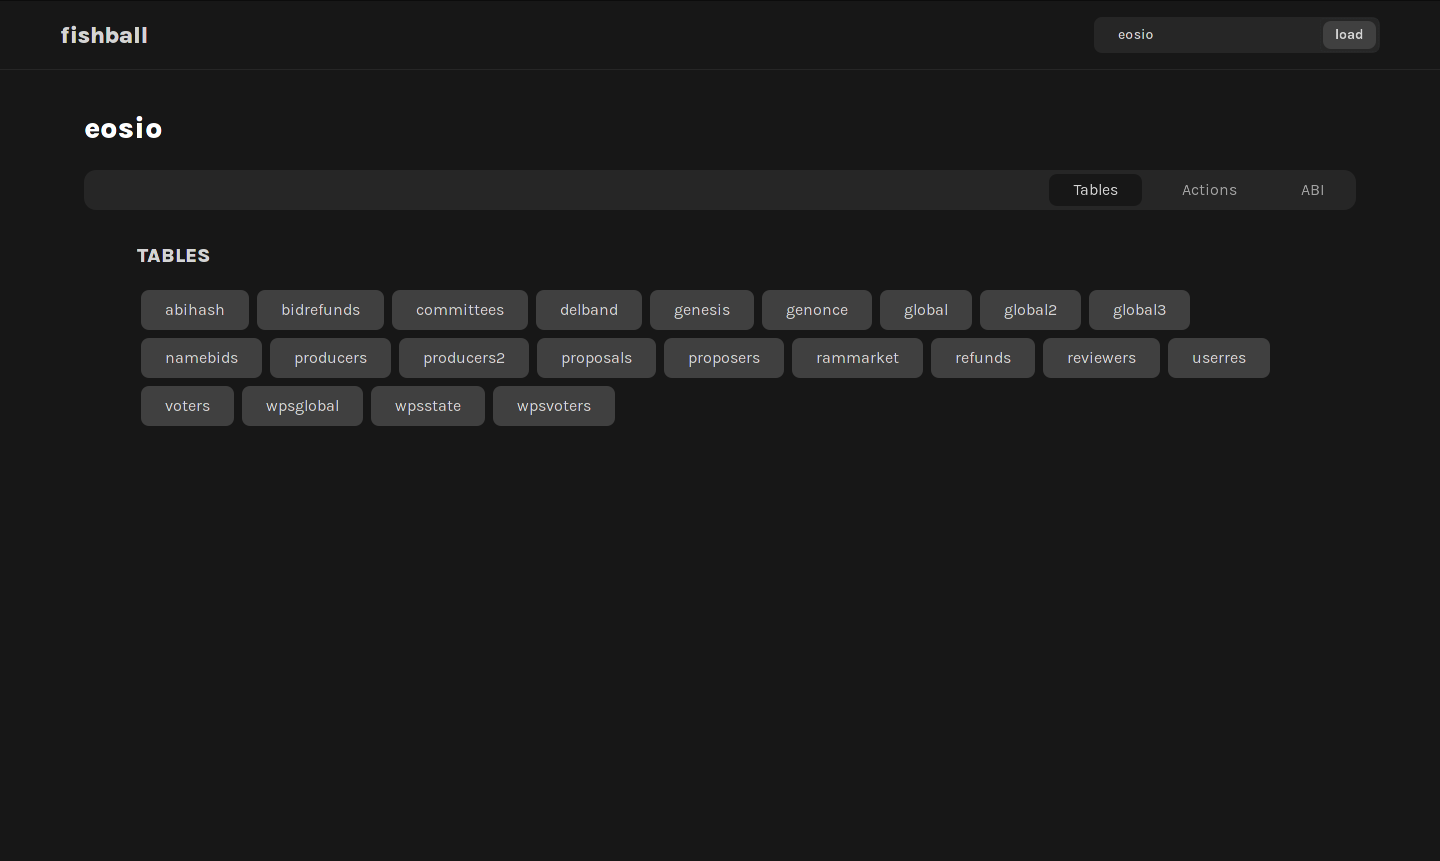 fishball eosio load
eosio
Tables Actions ABI
TABLES
abihash bidrefunds committees delband genesis genonce global global2 global3
namebids producers producers2 proposals proposers rammarket refunds reviewers userres
voters wpsglobal wpsstate wpsvoters